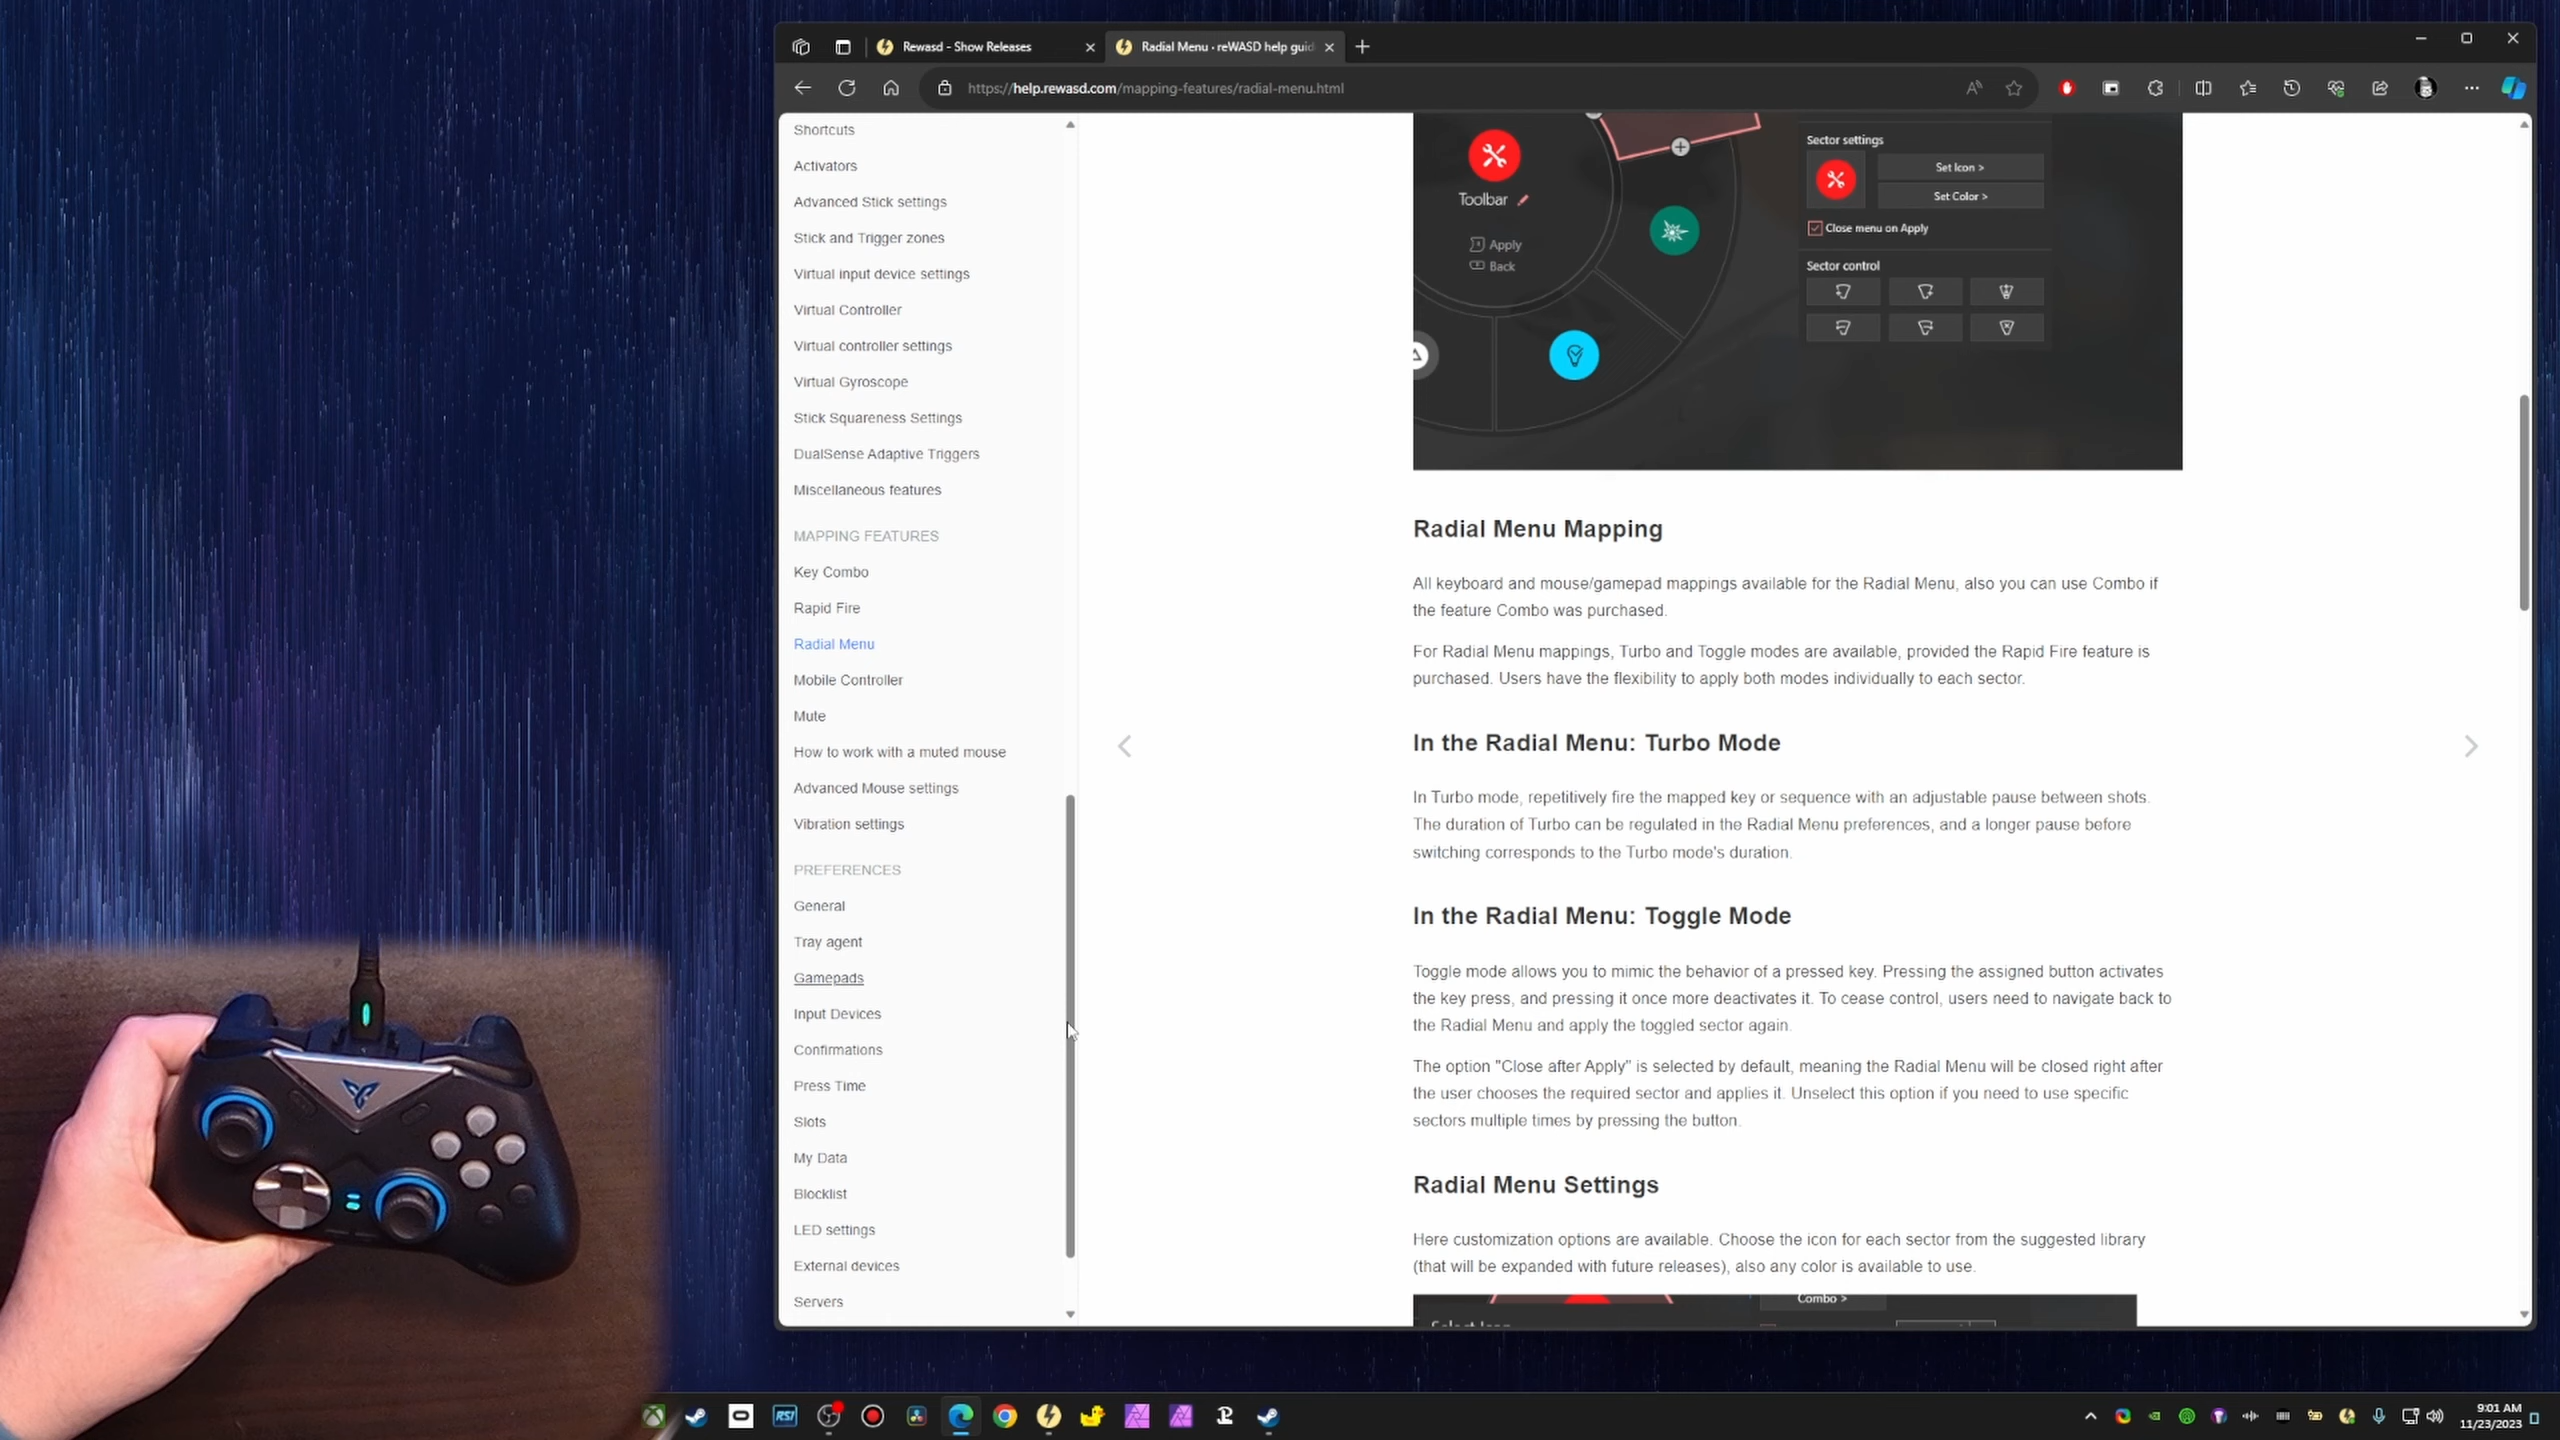 Rewasd - Show Releases
Radial Menu · reWASD help guid
https://help.rewasd.com/mapping-features/radial-menu.html
Shortcuts
Activators
Advanced Stick settings
Stick and Trigger zones
Virtual input device settings
Virtual Controller
Virtual controller settings
Virtual Gyroscope
Stick Squareness Settings
DualSense Adaptive Triggers
Miscellaneous features
MAPPING FEATURES
Key Combo
Rapid Fire
Radial Menu
Mobile Controller
Mute
How to work with a muted mouse
Advanced Mouse settings
Vibration settings
PREFERENCES
General
Tray agent
Gamepads
Input Devices
Confirmations
Press Time
Slots
My Data
Blocklist
LED settings
External devices
Servers
Toolbar
Apply
Back
Sector settings
Set Icon >
Set Color >
Close menu on Apply
Sector control
Radial Menu Mapping
All keyboard and mouse/gamepad mappings available for the Radial Menu, also you can use Combo if
the feature Combo was purchased.
For Radial Menu mappings, Turbo and Toggle modes are available, provided the Rapid Fire feature is
purchased. Users have the flexibility to apply both modes individually to each sector.
In the Radial Menu: Turbo Mode
In Turbo mode, repetitively fire the mapped key or sequence with an adjustable pause between shots.
The duration of Turbo can be regulated in the Radial Menu preferences, and a longer pause before
switching corresponds to the Turbo mode's duration.
In the Radial Menu: Toggle Mode
Toggle mode allows you to mimic the behavior of a pressed key. Pressing the assigned button activates
the key press, and pressing it once more deactivates it. To cease control, users need to navigate back to
the Radial Menu and apply the toggled sector again.
The option "Close after Apply" is selected by default, meaning the Radial Menu will be closed right after
the user chooses the required sector and applies it. Unselect this option if you need to use specific
sectors multiple times by pressing the button.
Radial Menu Settings
Here customization options are available. Choose the icon for each sector from the suggested library
(that will be expanded with future releases), also any color is available to use.
Combo >
Select Icon
RSI
9:01 AM
11/23/2023